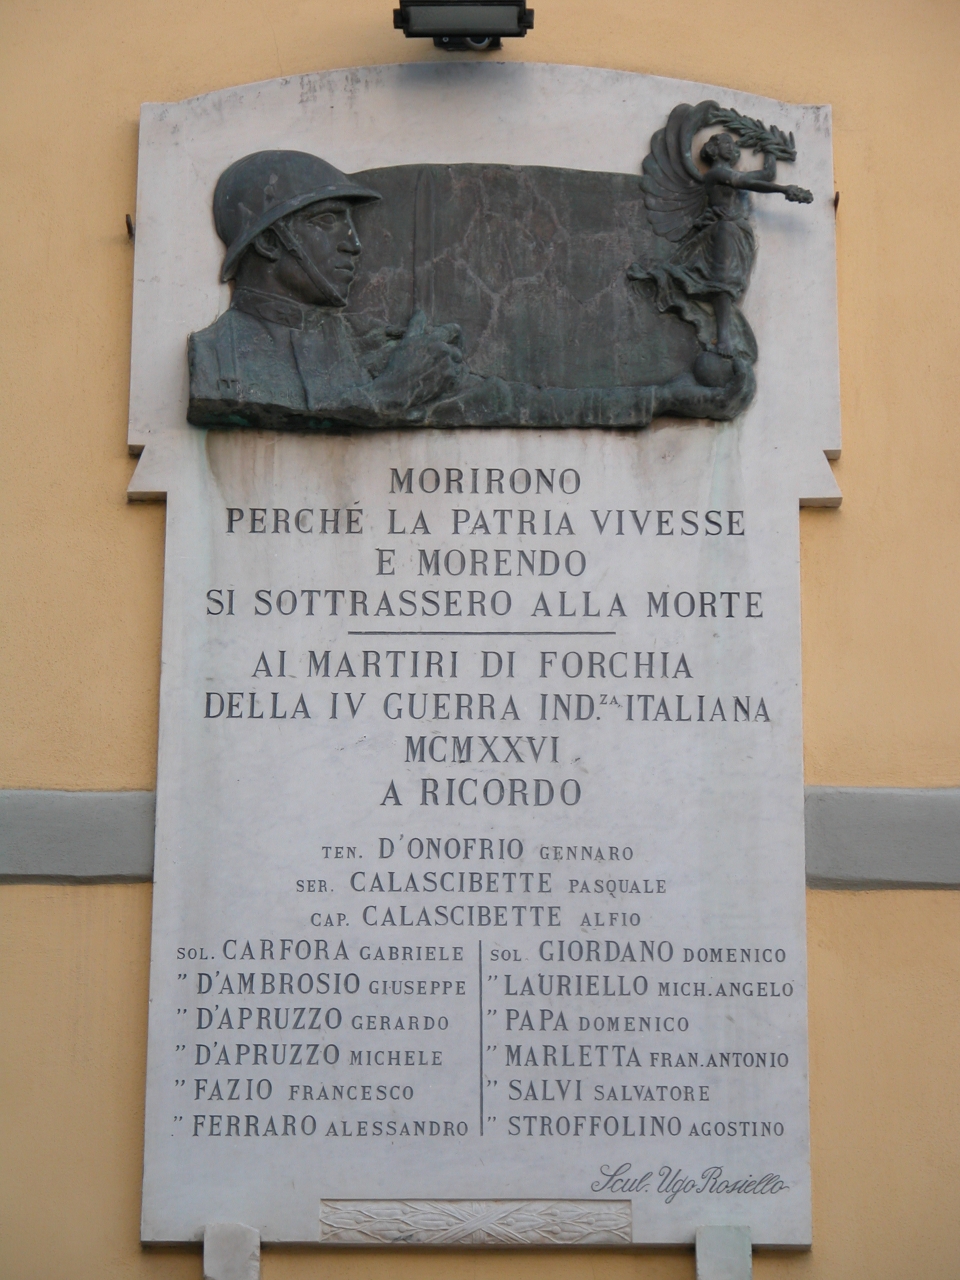 MORIRONO
PERCHÉ LA PATRIA VIVESSE
E MORENDO
SI SOTTRASSERO ALLA MORTE
AI MARTIRI DI FORCHIA
DELLA IV GUERRA IND.ZA ITALIANA
MCMXXVI
A RICORDO
TEN. D'ONOFRIO GENNARO
SER. CALASCIBETTE PASQUALE
CAP. CALASCIBETTE ALFIO
SOL. CARFORA GABRIELE
" D'AMBROSIO GIUSEPPE
" D'APRUZZO GERARDO
" D'APRUZZO MICHELE
" FAZIO FRANCESCO
" FERRARO ALESSANDRO
SOL. GIORDANO DOMENICO
" LAURIELLO MICH.ANGELO
" PAPA DOMENICO
" MARLETTA FRAN.ANTONIO
" SALVI SALVATORE
" STROFFOLINO AGOSTINO
Scul. Ugo Rosiello